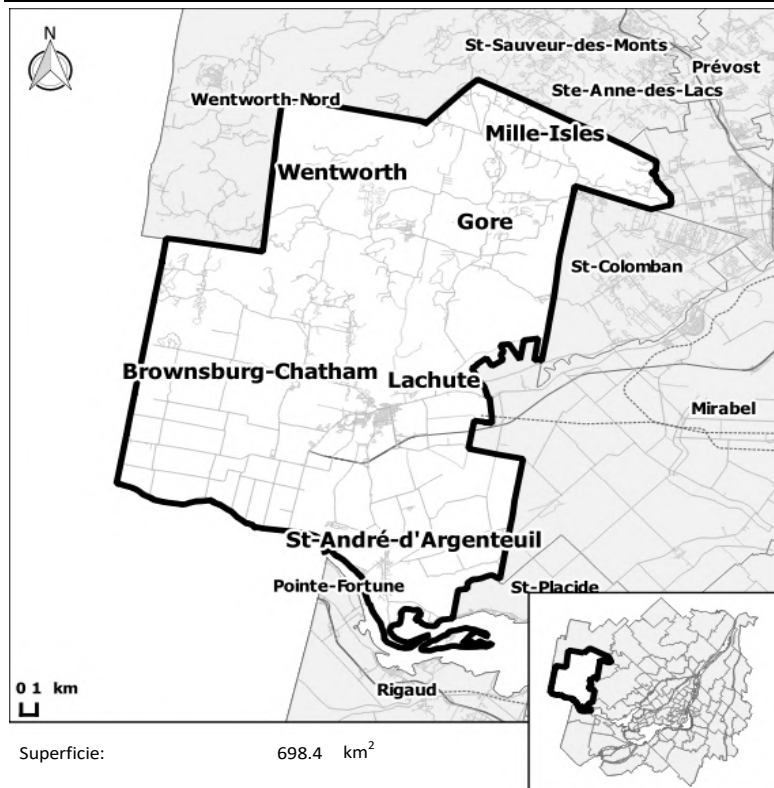 N
St-Sauveur-des-Monts
Prévost
Ste-Anne-des-Lacs
Wentworth-Nord
Mille-Isles
Wentworth
Gore
St-Colomban
Brownsburg-Chatham
Lachute
Mirabel
St-André-d'Argenteuil
Pointe-Fortune
St-Placide
Rigaud
0 1 km
Superficie: 698.4 km²